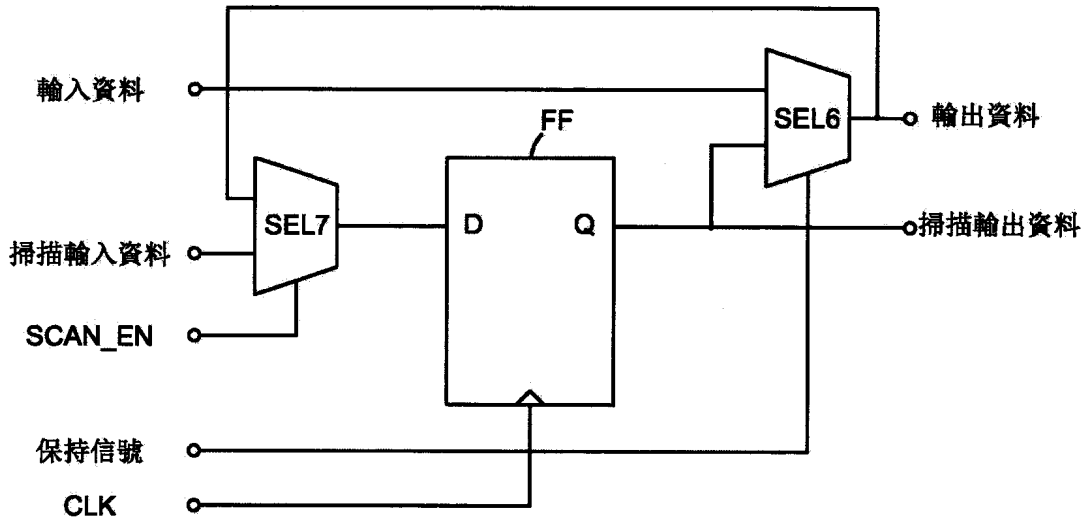 輸入資料
FF
SEL6
輸出資料
SEL7
D
Q
掃描輸入資料
掃描輸出資料
SCAN_EN
保持信號
CLK